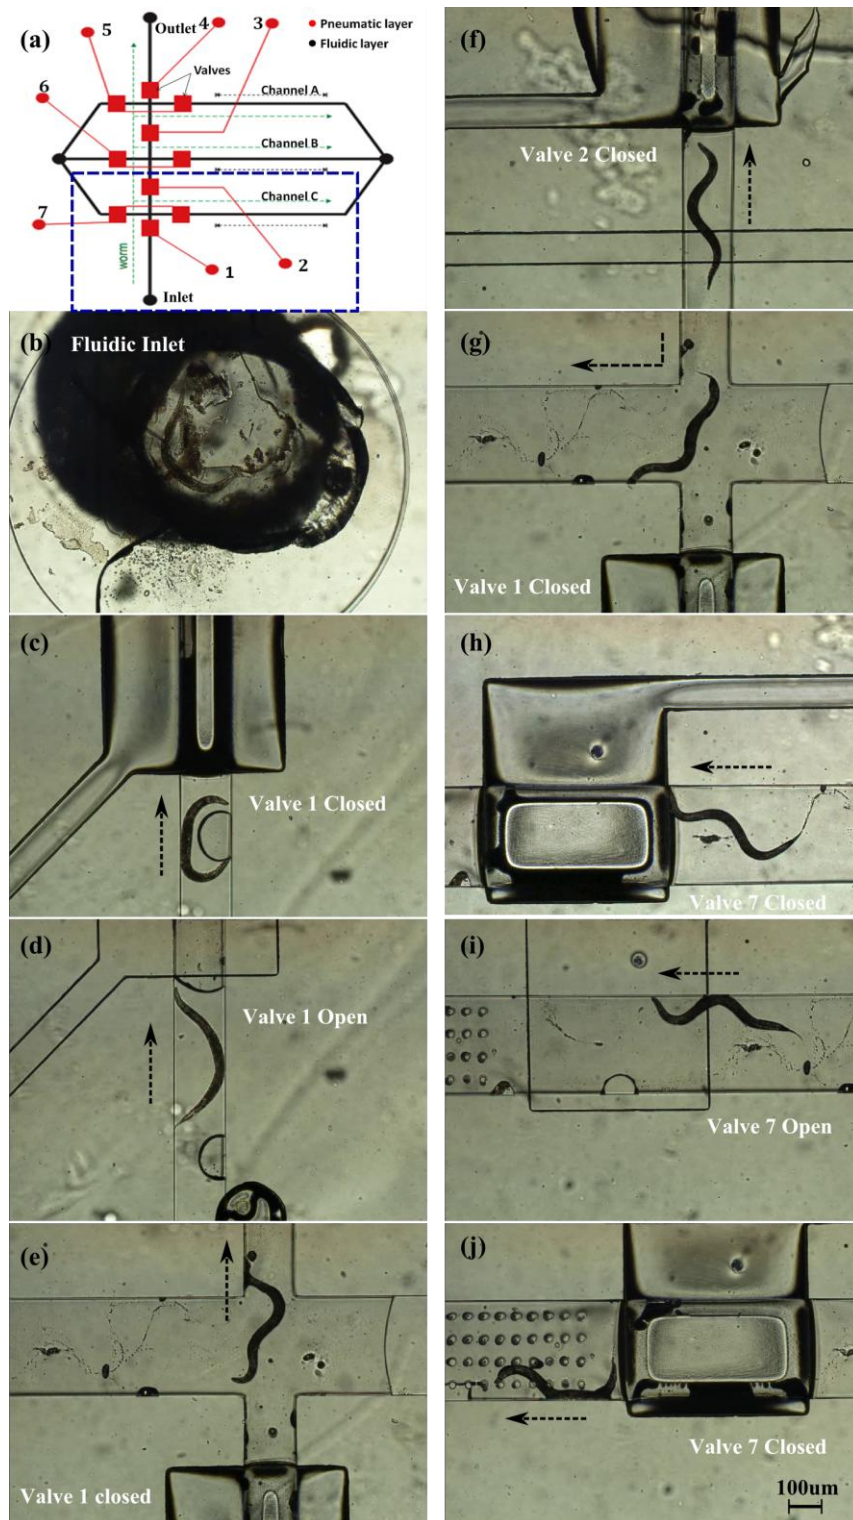 (a)
Outlet
4
3
5
Pneumatic layer
Fluidic layer
Valves
6
Channel A
Channel B
Channel C
7
worm
1
2
Inlet
(b)
Fluidic Inlet
(c)
Valve 1 Closed
(d)
Valve 1 Open
(e)
Valve 1 closed
(f)
Valve 2 Closed
(g)
Valve 1 Closed
(h)
Valve 7 Closed
(i)
Valve 7 Open
(j)
Valve 7 Closed
100um